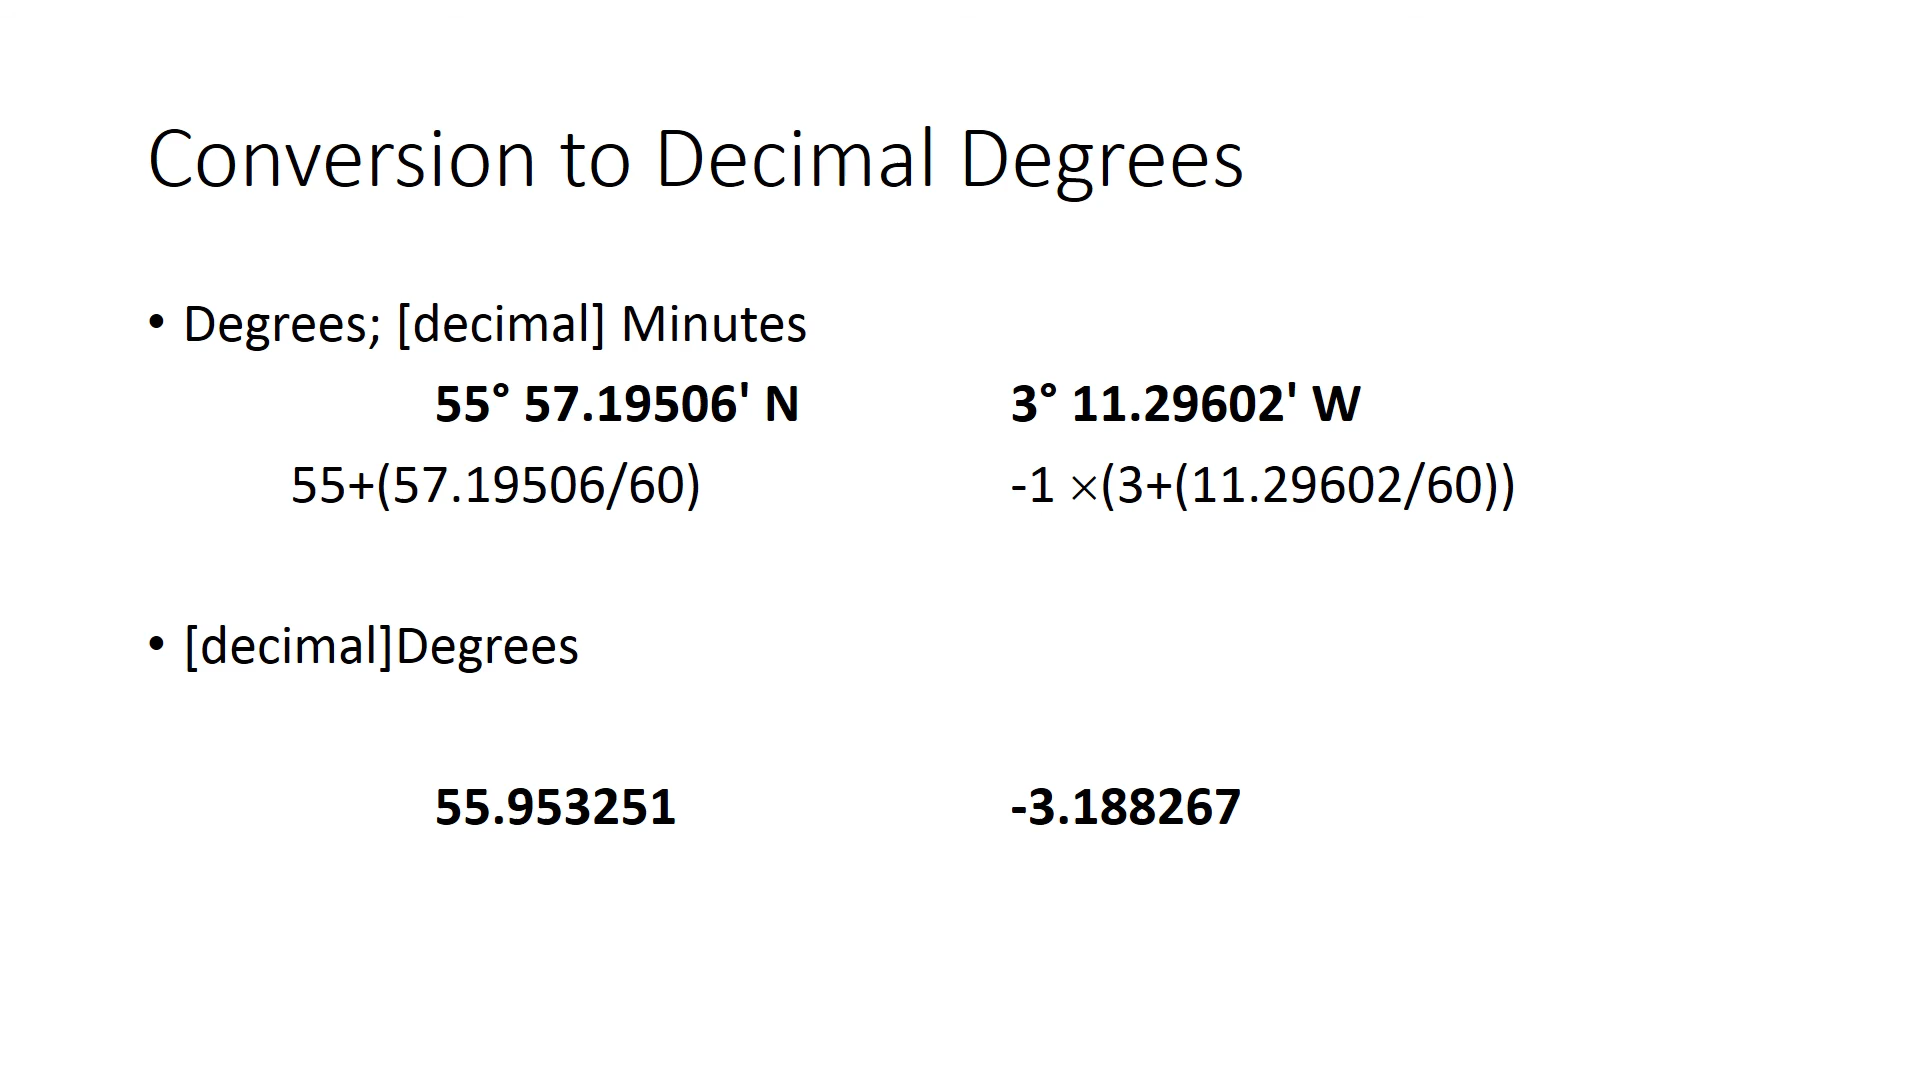 Conversion to Decimal Degrees
• Degrees; [decimal] Minutes
55° 57.19506' N 3° 11.29602' W
55+(57.19506/60) -1 ×(3+(11.29602/60))
• [decimal]Degrees
55.953251 -3.188267